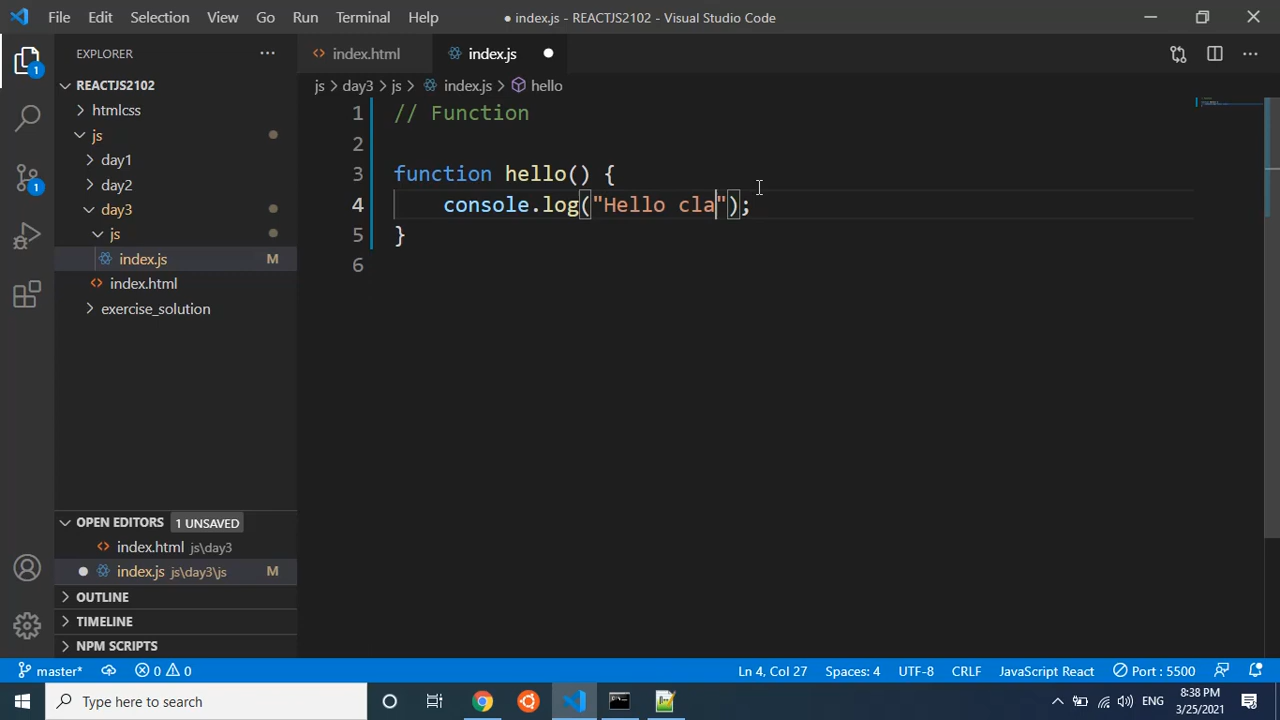 File Edit Selection View Go Run Terminal Help ● index.js - REACTJS2102 - Visual Studio Code
EXPLORER ···
index.html index.js
REACTJS2102
js > day3 > js > index.js > hello
htmlcss
js
day1
day2
day3
js
index.js M
index.html
exercise_solution
1 // Function
2
3 function hello() {
4 console.log("Hello cla");
5 }
6
OPEN EDITORS 1 UNSAVED
index.html js\day3
index.js js\day3\js M
OUTLINE
TIMELINE
NPM SCRIPTS
1
1
master* 0 0 Ln 4, Col 27 Spaces: 4 UTF-8 CRLF JavaScript React Port : 5500
Type here to search ENG 8:38 PM
3/25/2021